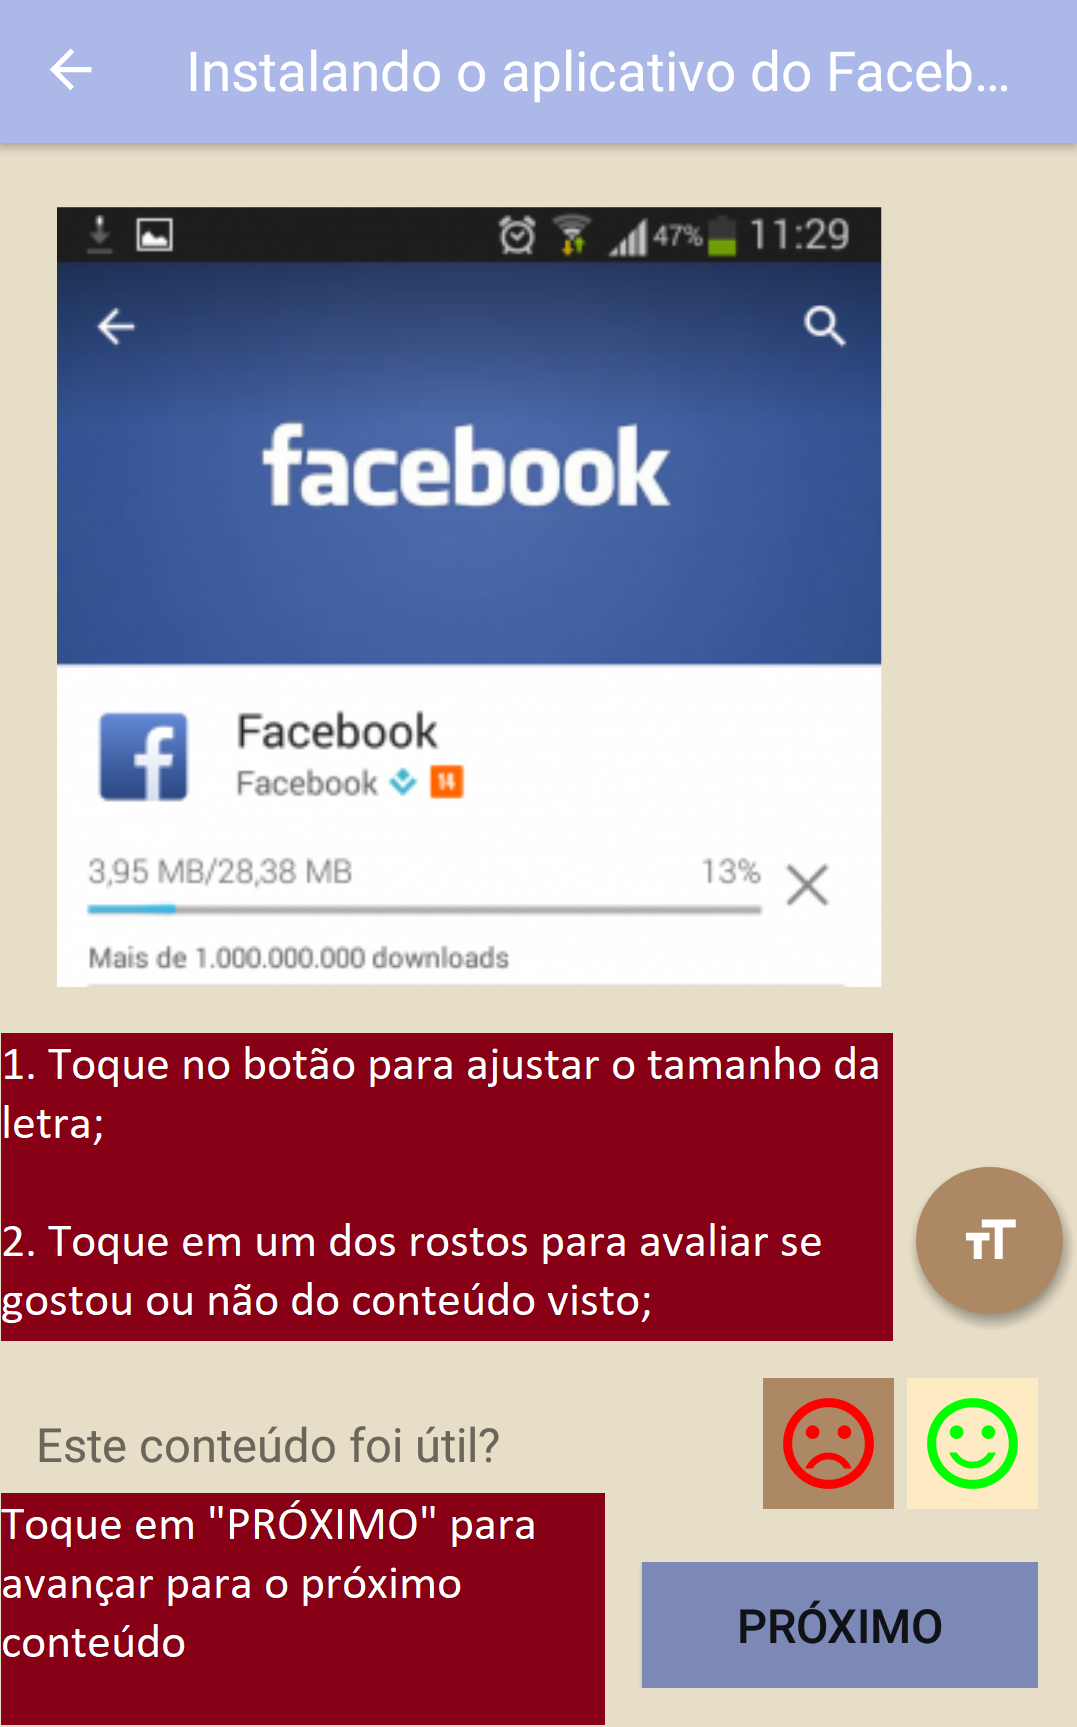 Instalando o aplicativo do Faceb...
47% 11:29
facebook
Facebook
Facebook 14
3,95 MB/28,38 MB 13%
Mais de 1.000.000.000 downloads
1. Toque no botão para ajustar o tamanho da
letra;
2. Toque em um dos rostos para avaliar se
gostou ou não do conteúdo visto;
TT
Este conteúdo foi útil?
Toque em "PRÓXIMO" para
avançar para o próximo
conteúdo
PRÓXIMO